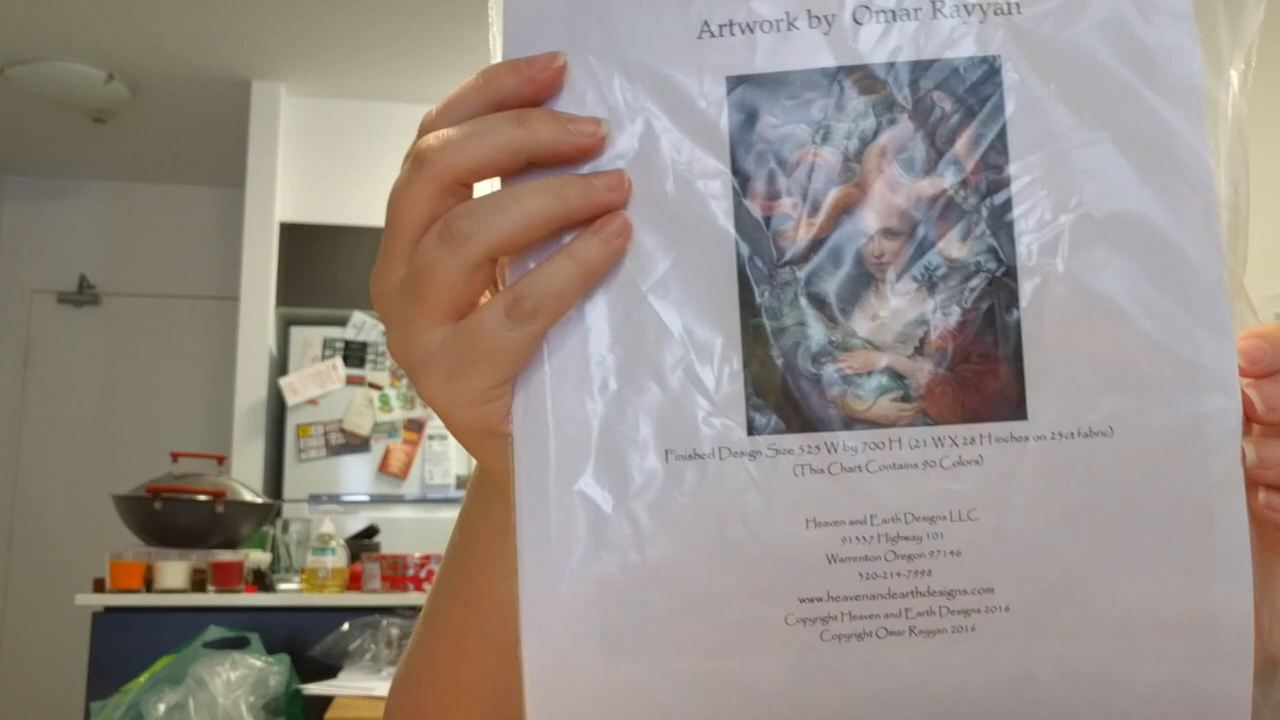 Artwork by Omar Rayyan
Finished Design Size 525 W by 700 H (21 W X 28 H inches on 25ct fabric)
(This Chart Contains 90 Colors)
Heaven and Earth Designs LLC
91337 Highway 101
Warrenton Oregon 97146
320-214-7998
www.heavenandearthdesigns.com
Copyright Heaven and Earth Designs 2016
Copyright Omar Rayyan 2016